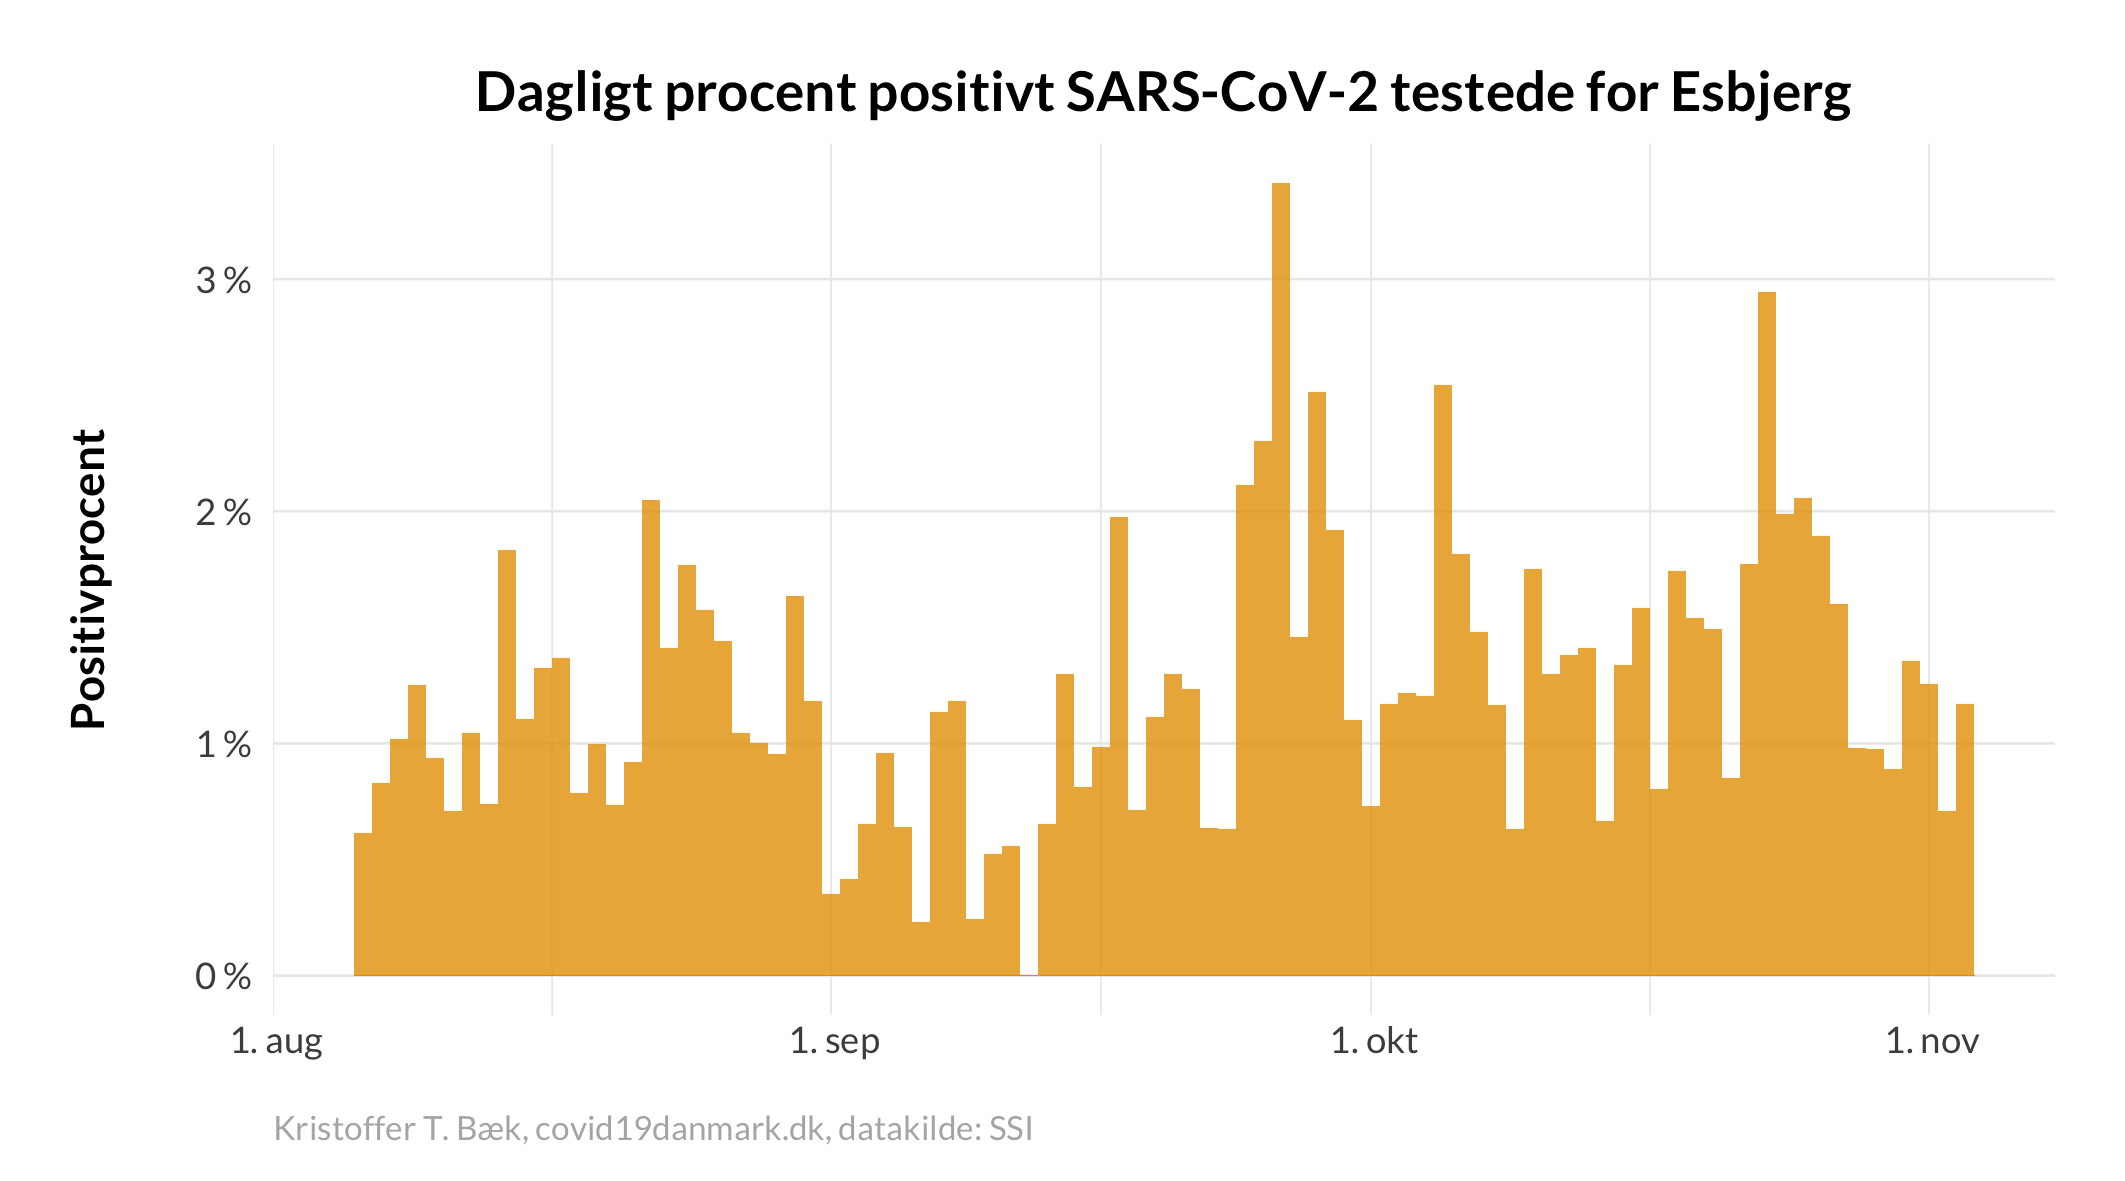 Dagligt procent positivt SARS-CoV-2 testede for Esbjerg
Positivprocent
3 %
2 %
1 %
0 %
1. aug
1. sep
1. okt
1. nov
Kristoffer T. Bæk, covid19danmark.dk, datakilde: SSI